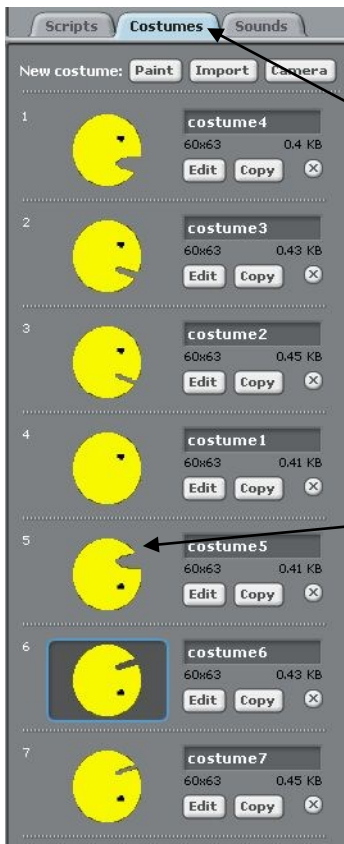 Scripts Costumes Sounds
New costume: Paint Import Camera
1
costume4
60x63 0.4 KB
Edit Copy
2
costume3
60x63 0.43 KB
Edit Copy
3
costume2
60x63 0.45 KB
Edit Copy
4
costume1
60x63 0.41 KB
Edit Copy
5
costume5
60x63 0.41 KB
Edit Copy
6
costume6
60x63 0.43 KB
Edit Copy
7
costume7
60x63 0.45 KB
Edit Copy